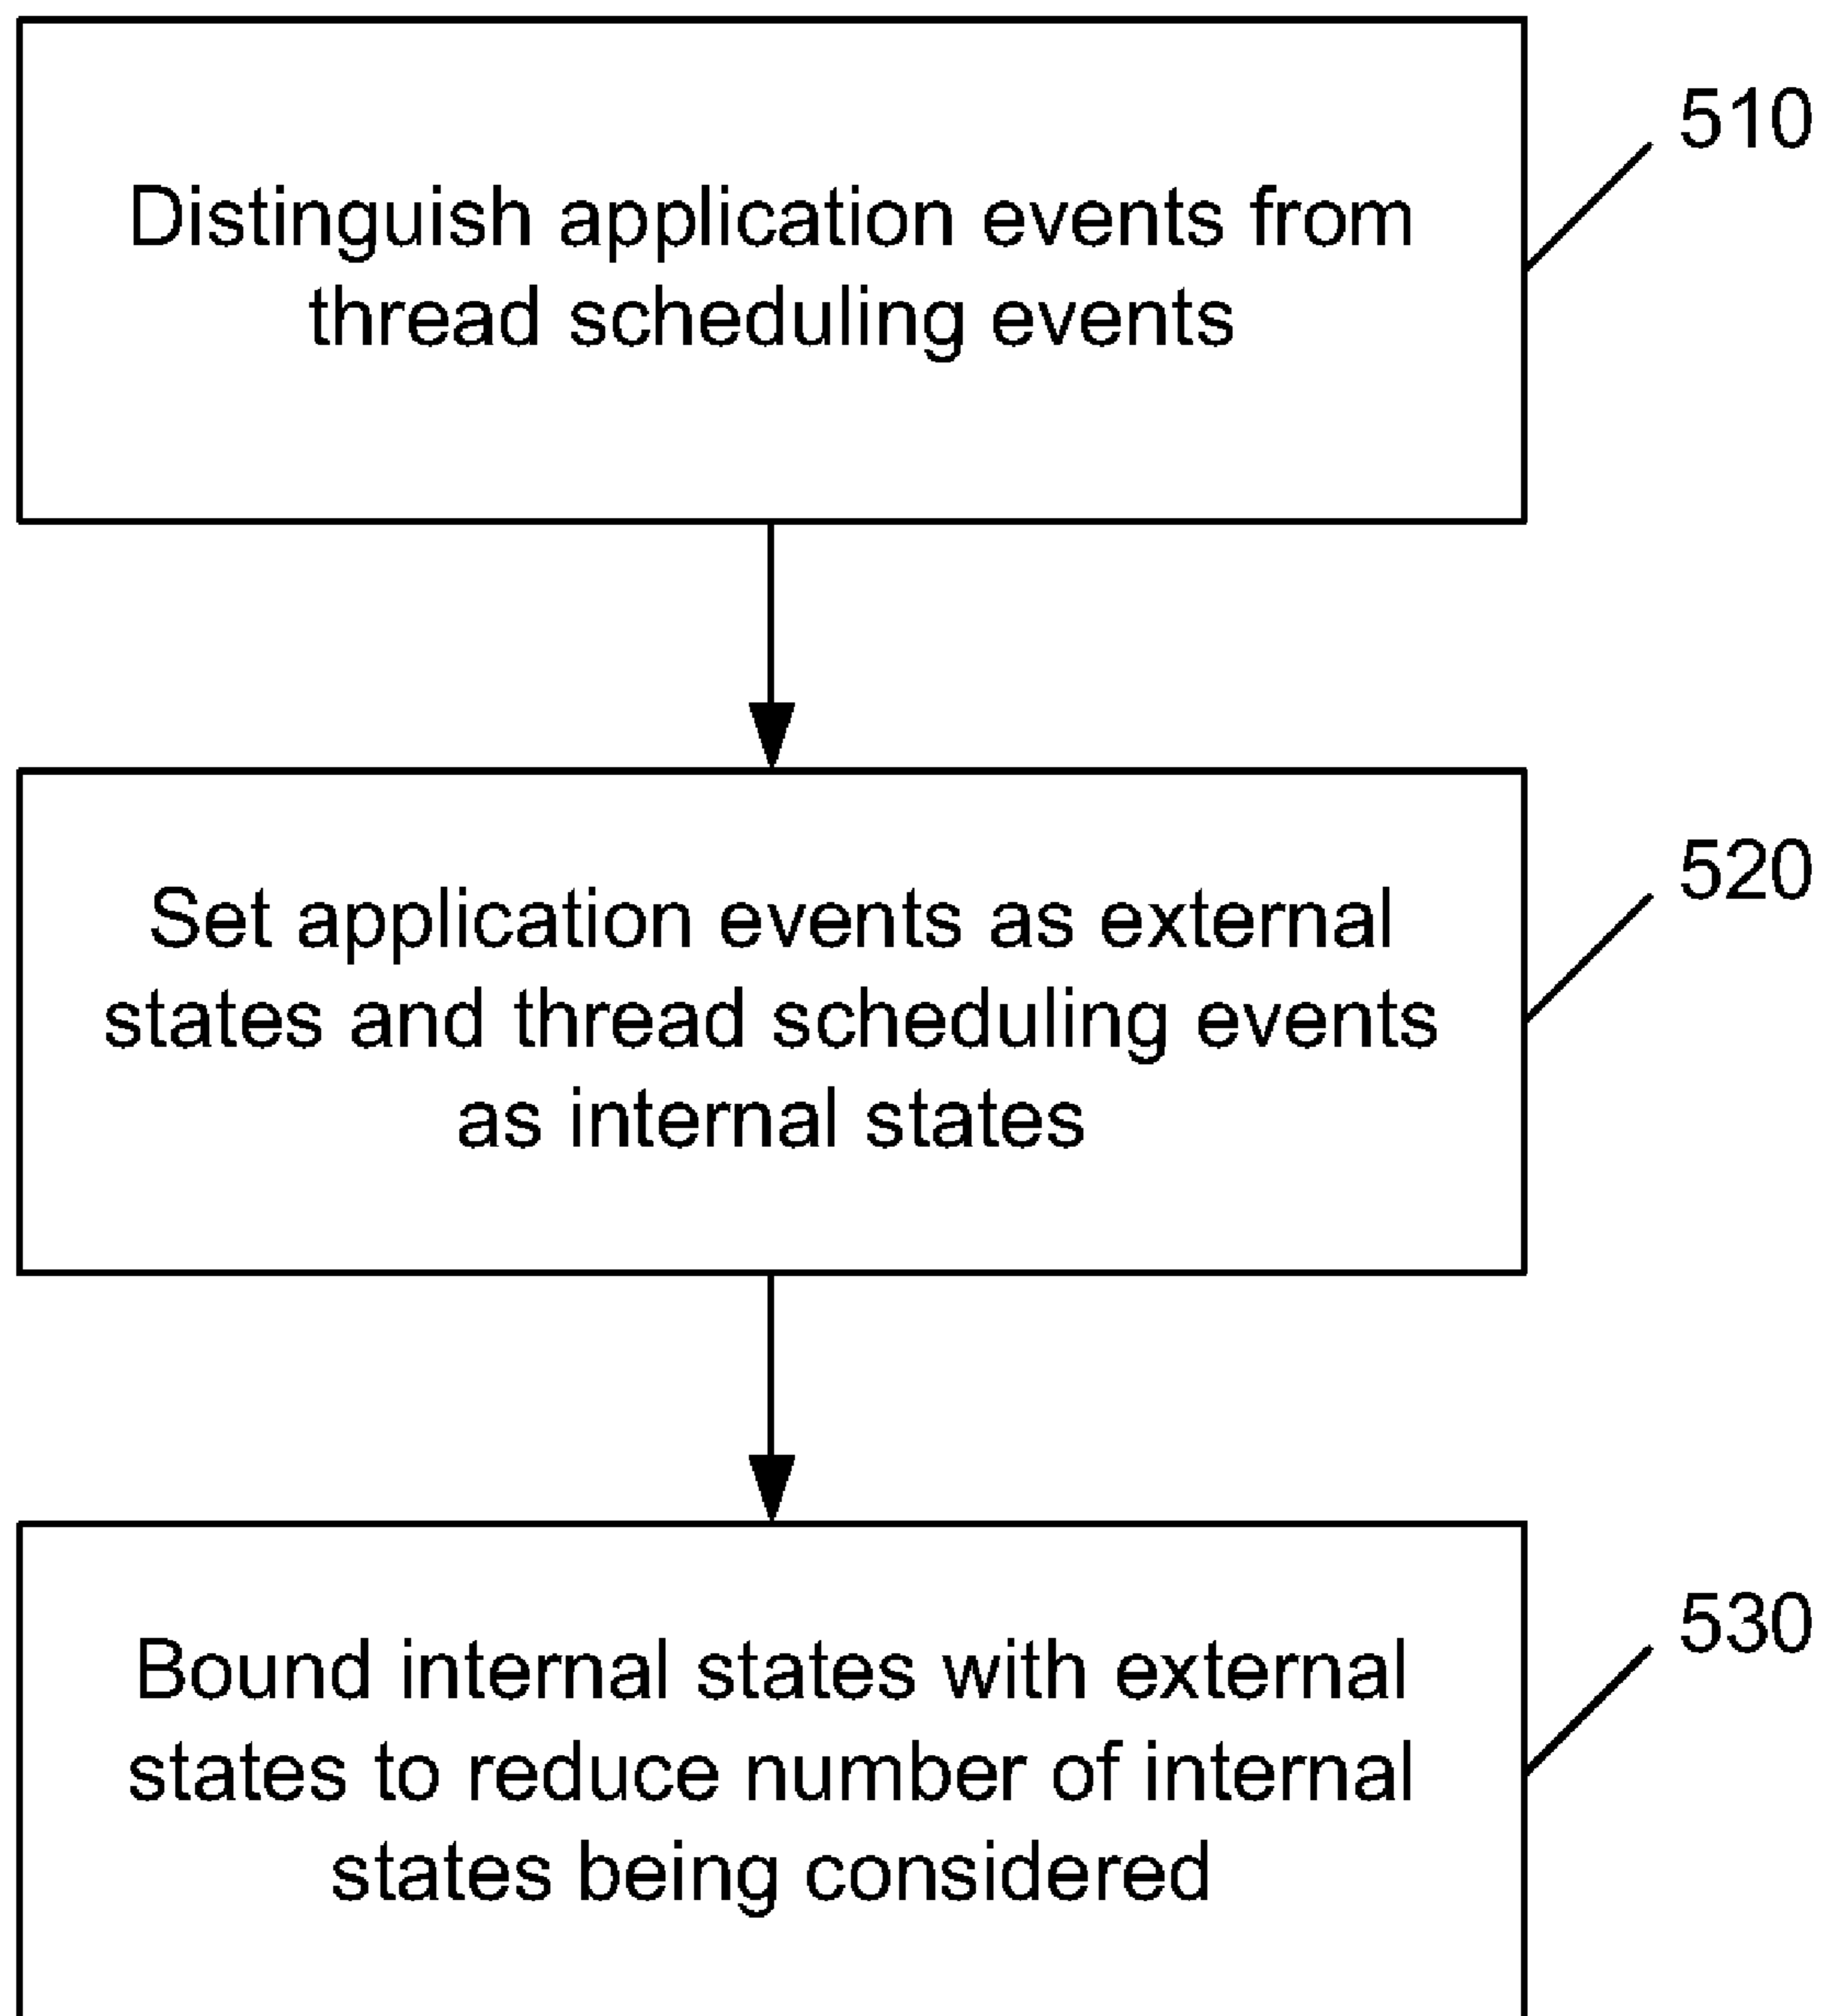 510
Distinguish application events from
thread scheduling events
520
Set application events as external
states and thread scheduling events
as internal states
530
Bound internal states with external
states to reduce number of internal
states being considered